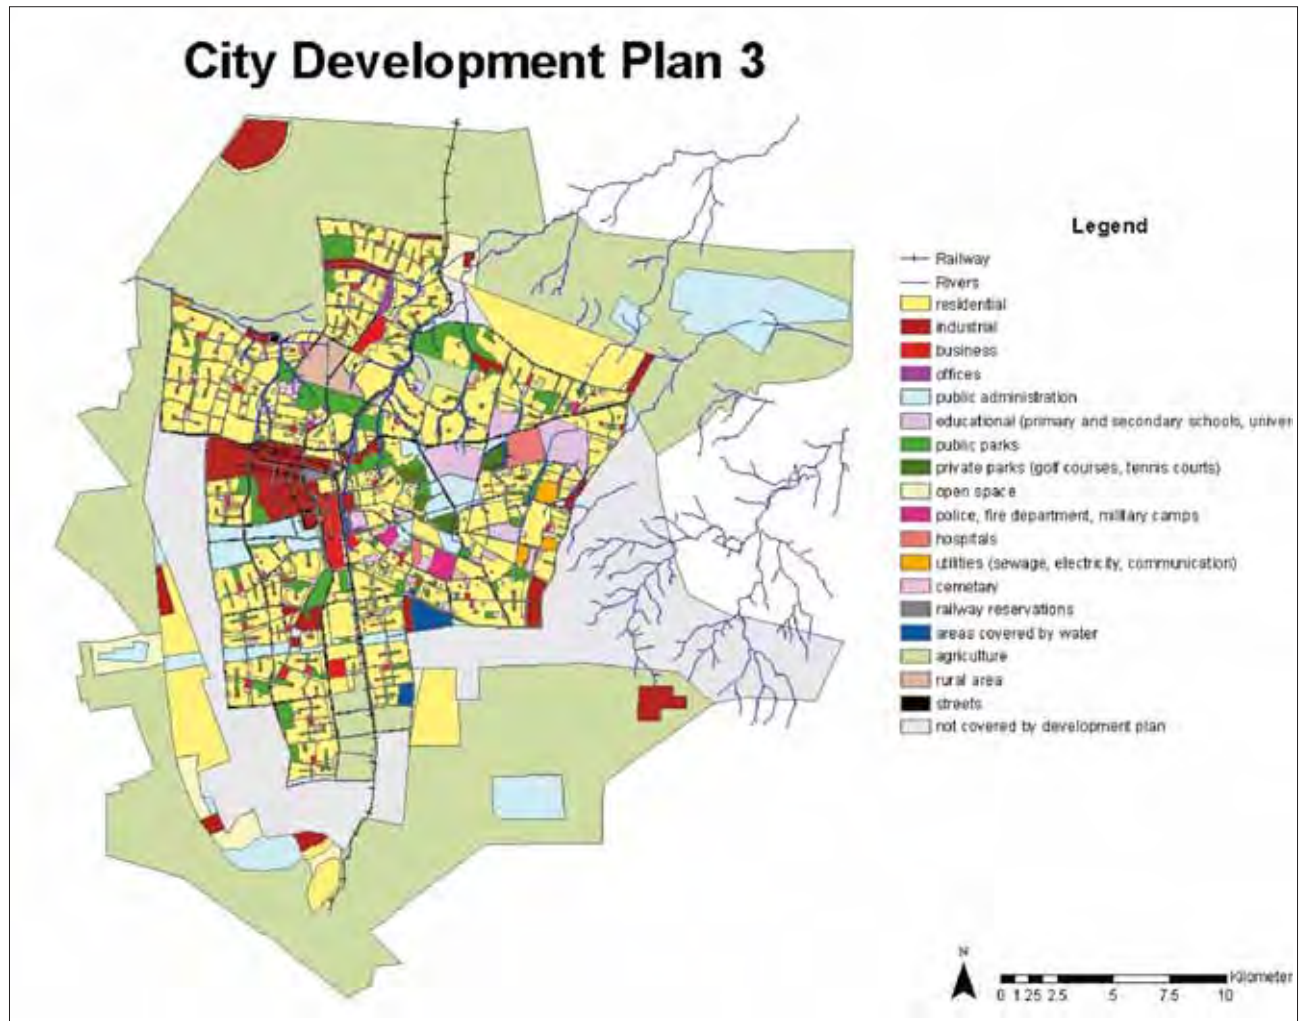 City Development Plan 3
Legend
Railway
Rivers
residential
industrial
business
offices
public administration
educational (primary and secondary schools, univer
public parks
private parks (golf courses, tennis courts)
open space
police, fire department, military camps
hospitals
utilities (sewage, electricity, communication)
cemetary
railway reservations
areas covered by water
agriculture
rural area
streets
not covered by development plan
N
Kilometer
0 1.25 2.5 5 7.5 10